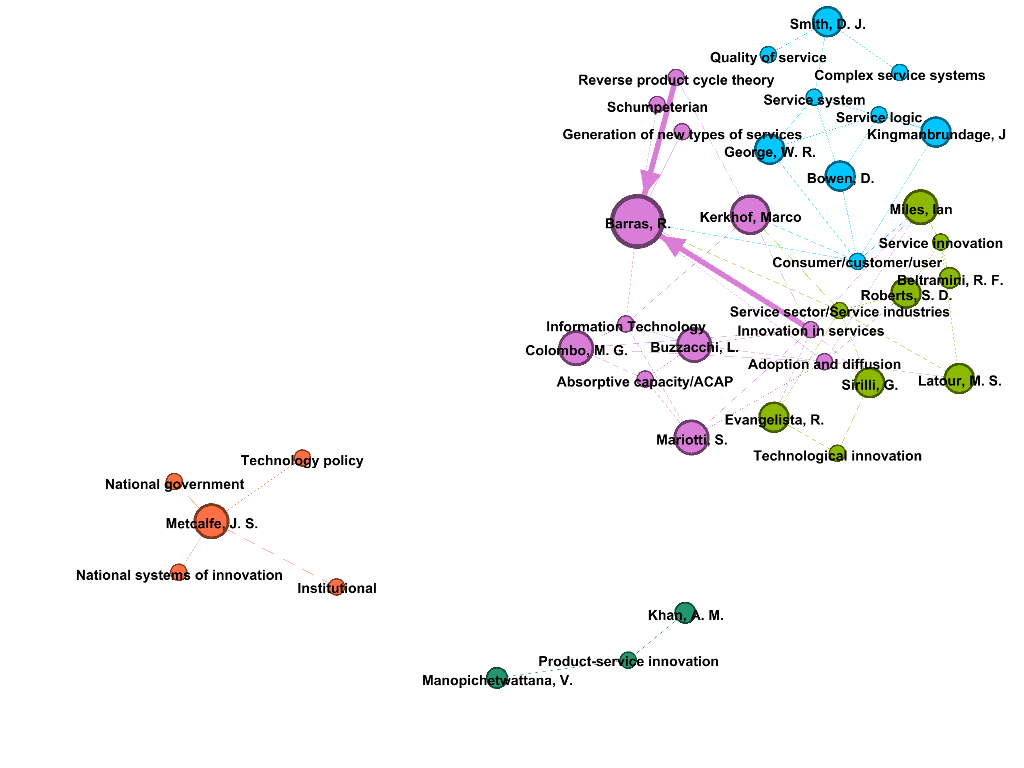 Smith, D. J.
Quality of service
Complex service systems
Reverse product cycle theory
Service system
Schumpeterian
Service logic
Generation of new types of services
Kingmanbrundage, J
George, W. R.
Bowen, D.
Miles, Ian
Kerkhof, Marco
Barras, R.
Service innovation
Consumer/customer/user
Beltramini, R. F.
Roberts, S. D.
Service sector/Service industries
Information Technology
Innovation in services
Colombo, M. G.
Buzzacchi, L.
Adoption and diffusion
Absorptive capacity/ACAP
Sirilli, G.
Latour, M. S.
Evangelista, R.
Mariotti, S.
Technological innovation
Technology policy
National government
Metcalfe, J. S.
National systems of innovation
Institutional
Khan, A. M.
Product-service innovation
Manopichetwattana, V.